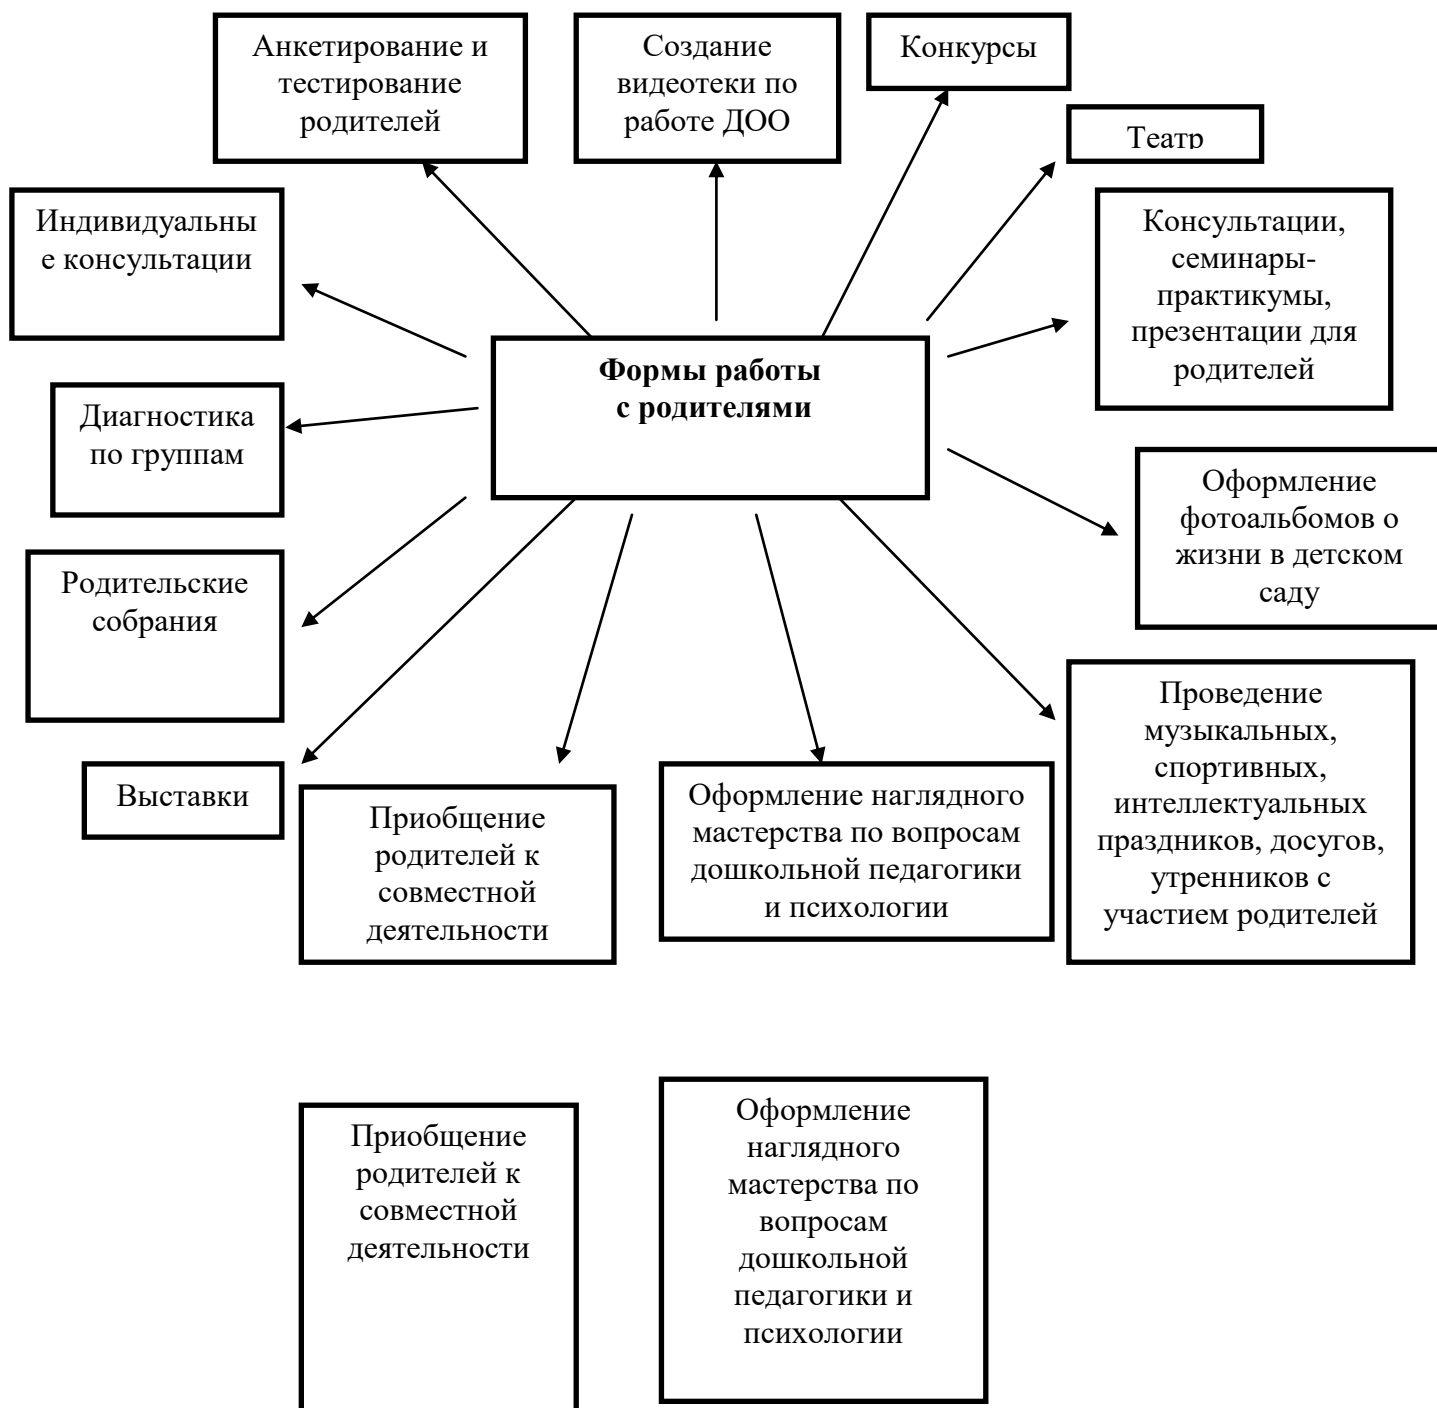 Анкетирование и
тестирование
родителей
Создание
видеотеки по
работе ДОО
Конкурсы
Театр
Индивидуальны
е консультации
Консультации,
семинары-
практикумы,
презентации для
родителей
Формы работы
с родителями
Диагностика
по группам
Оформление
фотоальбомов о
жизни в детском
саду
Родительские
собрания
Проведение
музыкальных,
спортивных,
интеллектуальных
праздников, досугов,
утренников с
участием родителей
Выставки
Приобщение
родителей к
совместной
деятельности
Оформление наглядного
мастерства по вопросам
дошкольной педагогики
и психологии
Приобщение
родителей к
совместной
деятельности
Оформление
наглядного
мастерства по
вопросам
дошкольной
педагогики и
психологии